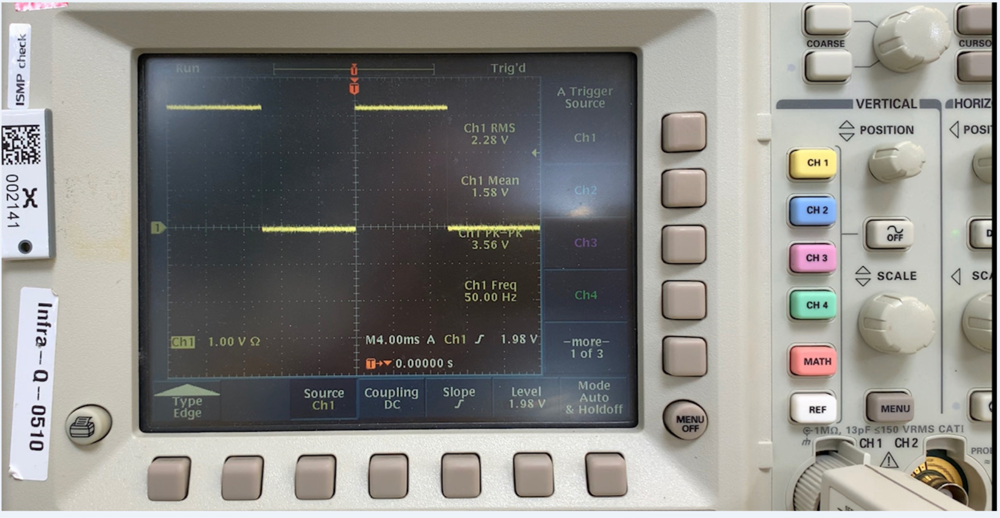 ISMP check
002141
Infra-Q-0510
Run
Trig'd
T
T
A Trigger
Source
Ch1
Ch2
Ch3
Ch4
-more-
1 of 3
Ch1 RMS
2.28 V
Ch1 Mean
1.58 V
1
Ch1 Pk-Pk
3.56 V
Ch1 Freq
50.00 Hz
Ch1 1.00 V Ω
M4.00ms A Ch1 1.98 V
T 0.00000 s
Type
Edge
Source
Ch1
Coupling
DC
Slope
Level
1.98 V
Mode
Auto
& Holdoff
MENU
OFF
COARSE
VERTICAL
POSITION
CH 1
CH 2
OFF
CH 3
SCALE
CH 4
MATH
REF
MENU
1MΩ, 13pF ≤150 VRMS CATI
CH 1 CH 2
CURSO
HORIZ
POSIT
D
SCA
PRO